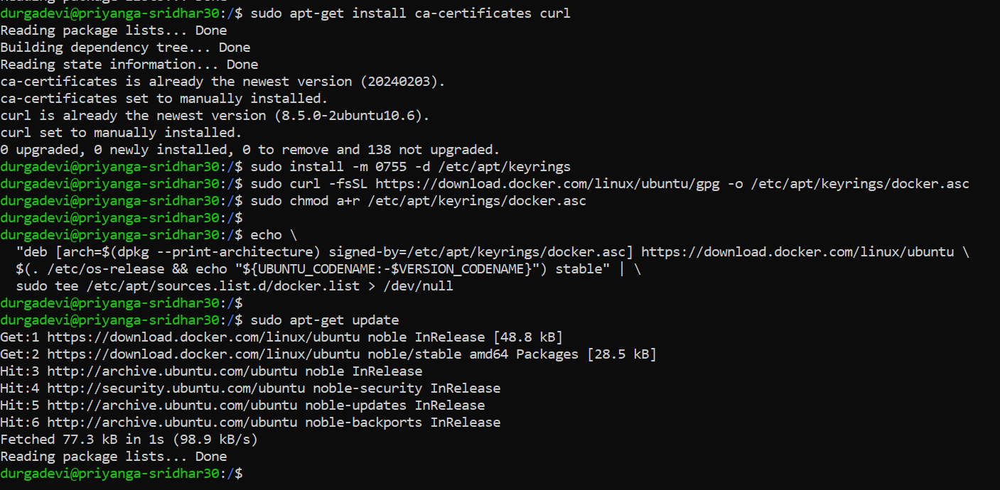 durgadevi@priyanga-sridhar30:/$ sudo apt-get install ca-certificates curl
Reading package lists... Done
Building dependency tree... Done
Reading state information... Done
ca-certificates is already the newest version (20240203).
ca-certificates set to manually installed.
curl is already the newest version (8.5.0-2ubuntu10.6).
curl set to manually installed.
0 upgraded, 0 newly installed, 0 to remove and 138 not upgraded.
durgadevi@priyanga-sridhar30:/$ sudo install -m 0755 -d /etc/apt/keyrings
durgadevi@priyanga-sridhar30:/$ sudo curl -fsSL https://download.docker.com/linux/ubuntu/gpg -o /etc/apt/keyrings/docker.asc
durgadevi@priyanga-sridhar30:/$ sudo chmod a+r /etc/apt/keyrings/docker.asc
durgadevi@priyanga-sridhar30:/$
durgadevi@priyanga-sridhar30:/$ echo \
  "deb [arch=$(dpkg --print-architecture) signed-by=/etc/apt/keyrings/docker.asc] https://download.docker.com/linux/ubuntu \
  $(. /etc/os-release && echo "${UBUNTU_CODENAME:-$VERSION_CODENAME}") stable" | \
  sudo tee /etc/apt/sources.list.d/docker.list > /dev/null
durgadevi@priyanga-sridhar30:/$
durgadevi@priyanga-sridhar30:/$ sudo apt-get update
Get:1 https://download.docker.com/linux/ubuntu noble InRelease [48.8 kB]
Get:2 https://download.docker.com/linux/ubuntu noble/stable amd64 Packages [28.5 kB]
Hit:3 http://archive.ubuntu.com/ubuntu noble InRelease
Hit:4 http://security.ubuntu.com/ubuntu noble-security InRelease
Hit:5 http://archive.ubuntu.com/ubuntu noble-updates InRelease
Hit:6 http://archive.ubuntu.com/ubuntu noble-backports InRelease
Fetched 77.3 kB in 1s (98.9 kB/s)
Reading package lists... Done
durgadevi@priyanga-sridhar30:/$